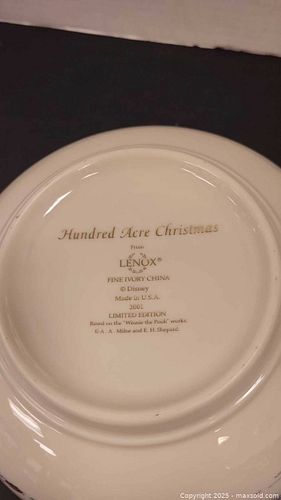 Hundred Acre Christmas
From
LENOX®
FINE IVORY CHINA
© Disney
Made in U.S.A.
2001
LIMITED EDITION
Based on the "Winnie the Pooh" works.
© A. A. Milne and E. H. Shepard.
Copyright © 2025 - maxsold.com